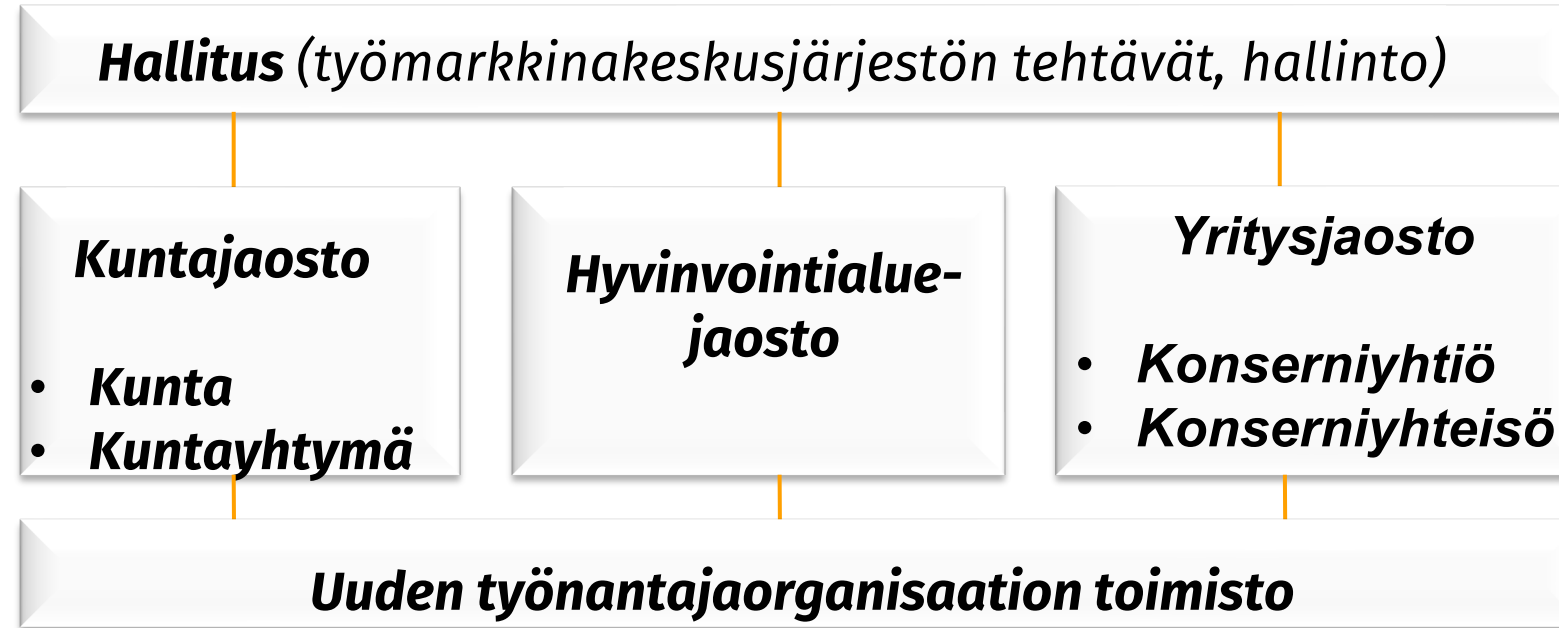 Hallitus (työmarkkinakeskusjärjestön tehtävät, hallinto)
Kuntajaosto
• Kunta
• Kuntayhtymä
Hyvinvointialue-
jaosto
Yritysjaosto
• Konserniyhtiö
• Konserniyhteisö
Uuden työnantajaorganisaation toimisto